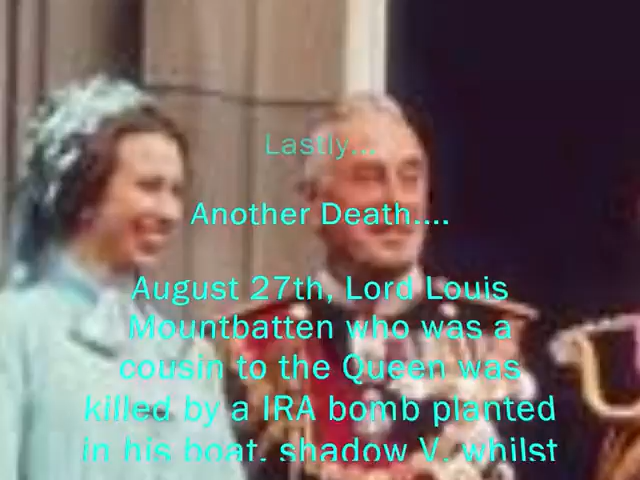 Lastly...
Another Death....
August 27th, Lord Louis
Mountbatten who was a
cousin to the Queen was
killed by a IRA bomb planted
in his boat, shadow V, whilst